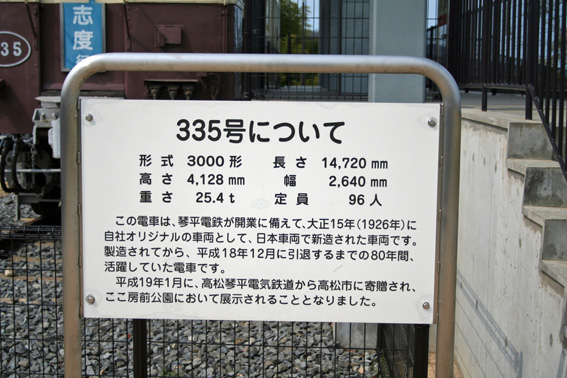 志度
35
335号について
形式 3000形 長さ 14,720mm
高さ 4,128mm 幅 2,640mm
重さ 25.4t 定員 96人
この電車は、琴平電鉄が開業に備えて、大正15年(1926年)に
自社オリジナルの車両として、日本車両で新造された車両です。
製造されてから、平成18年12月に引退するまでの80年間、
活躍していた電車です。
平成19年1月に、高松琴平電気鉄道から高松市に寄贈され、
ここ房前公園において展示されることとなりました。